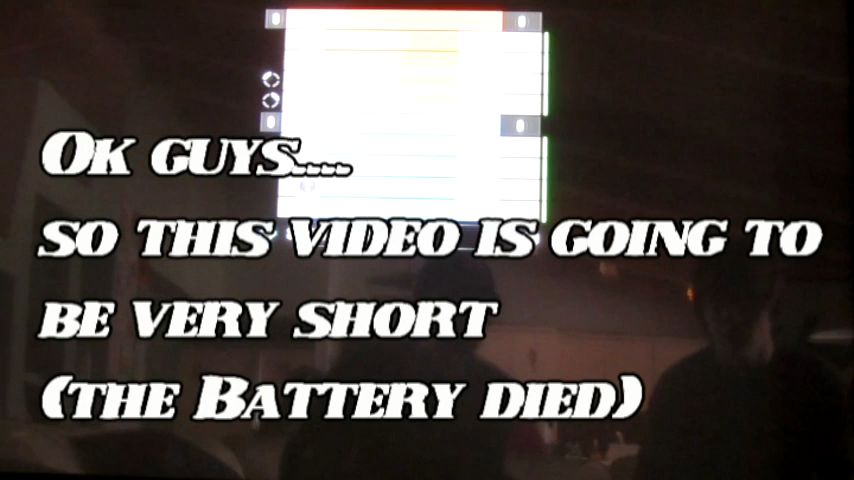 Ok guys....
so this video is going to
be very short
(the Battery died)